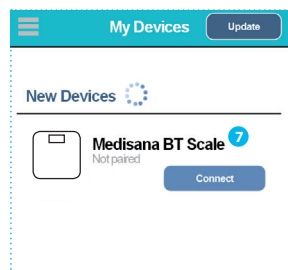 My Devices Update
New Devices
Medisana BT Scale 7
Not paired
Connect